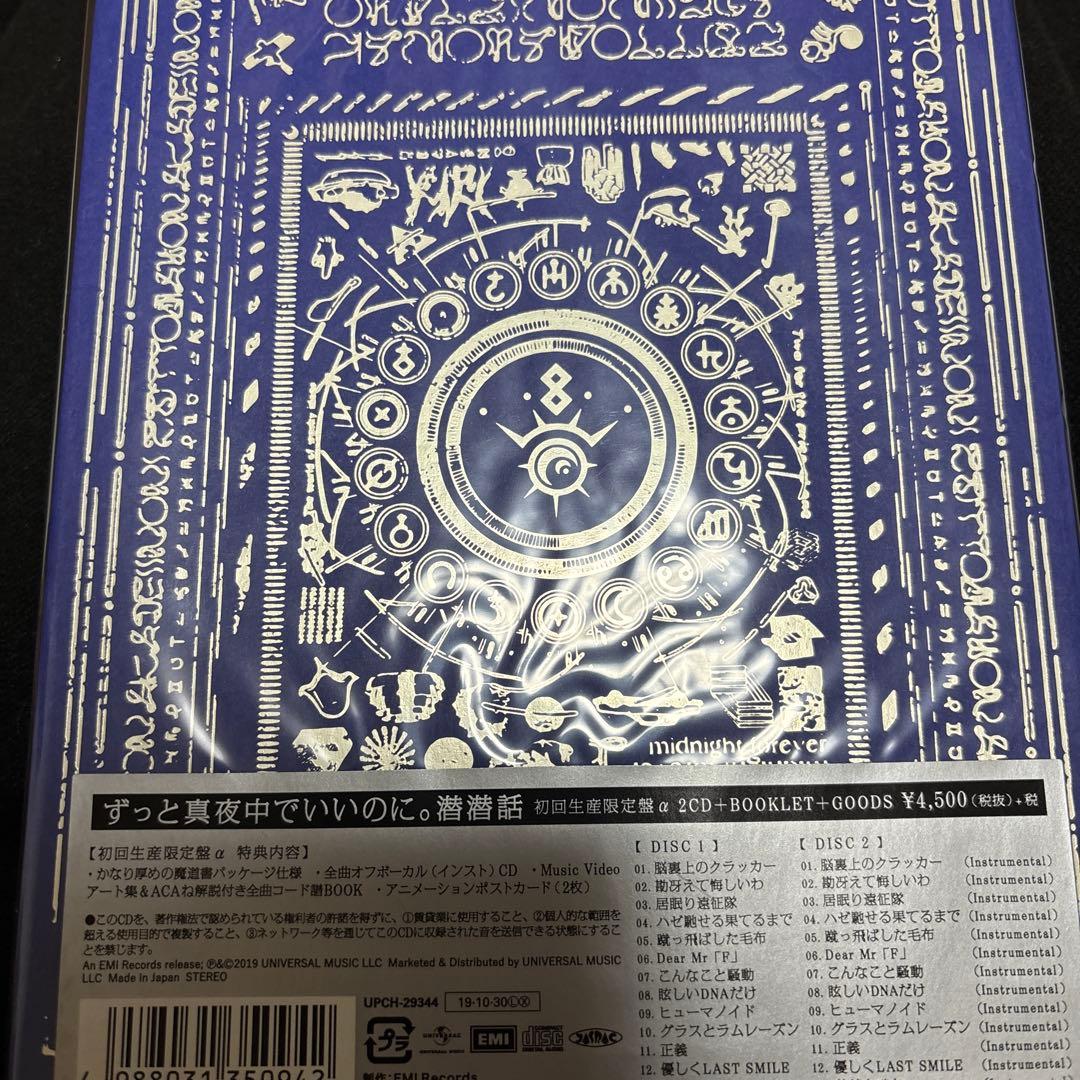 midnight forever
ずっと真夜中でいいのに。潜潜話 初回生産限定盤α 2CD+BOOKLET+GOODS ¥4,500(税抜)+税
【初回生産限定盤α 特典内容】
・かなり厚めの魔道書パッケージ仕様 ・全曲オフボーカル(インスト)CD ・Music Video
アート集&ACAね解説付き全曲コード譜BOOK ・アニメーションポストカード(2枚)
●このCDを、著作権法で認められている権利者の許諾を得ずに、①賃貸業に使用すること、②個人的な範囲を
超える使用目的で複製すること、③ネットワーク等を通じてこのCDに収録された音を送信できる状態にするこ
とを禁じます。
An EMI Records release; ℗&©2019 UNIVERSAL MUSIC LLC Marketed & Distributed by UNIVERSAL MUSIC
LLC Made in Japan STEREO
UPCH-29344 19·10·30ⓁⓍ
UNIVERSAL
EMI
COMPACT
disc
DIGITAL AUDIO
JASRAC
4 988031 350942
制作:EMI Records
【 DISC 1 】
01. 脳裏上のクラッカー
02. 勘冴えて悔しいわ
03. 居眠り遠征隊
04. ハゼ馳せる果てるまで
05. 蹴っ飛ばした毛布
06. Dear Mr「F」
07. こんなこと騒動
08. 眩しいDNAだけ
09. ヒューマノイド
10. グラスとラムレーズン
11. 正義
12. 優しくLAST SMILE
【 DISC 2 】
01. 脳裏上のクラッカー (Instrumental)
02. 勘冴えて悔しいわ (Instrumental)
03. 居眠り遠征隊 (Instrumental)
04. ハゼ馳せる果てるまで (Instrumental)
05. 蹴っ飛ばした毛布 (Instrumental)
06. Dear Mr「F」 (Instrumental)
07. こんなこと騒動 (Instrumental)
08. 眩しいDNAだけ (Instrumental)
09. ヒューマノイド (Instrumental)
10. グラスとラムレーズン (Instrumental)
11. 正義 (Instrumental)
12. 優しくLAST SMILE (Instrumental)